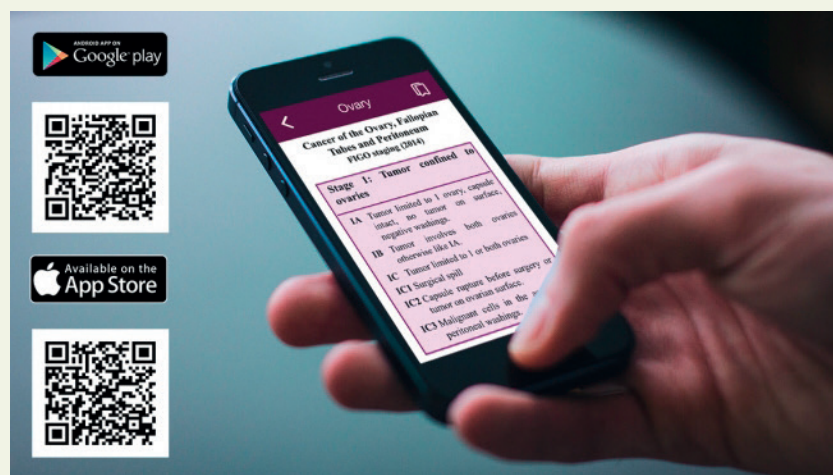 ANDROID APP ON
Google play
Available on the
App Store
Ovary
Cancer of the Ovary, Fallopian
Tubes and Peritoneum
FIGO staging (2014)
Stage 1: Tumor confined to
ovaries
IA Tumor limited to 1 ovary, capsule
intact, no tumor on surface,
negative washings.
IB Tumor involves both ovaries
otherwise like IA.
IC Tumor limited to 1 or both ovaries
IC1 Surgical spill
IC2 Capsule rupture before surgery or
tumor on ovarian surface.
IC3 Malignant cells in the
peritoneal washings.